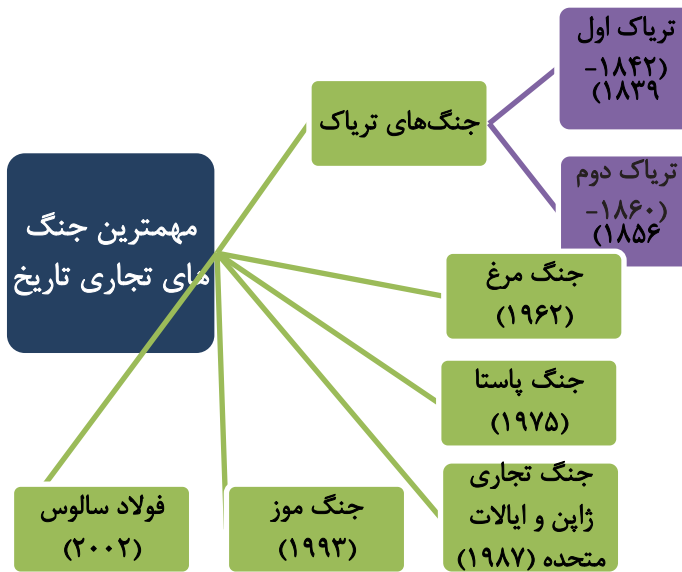 مهمترین جنگ
های تجاری تاریخ
جنگ‌های تریاک
تریاک اول
(۱۸۴۲-
۱۸۳۹)
تریاک دوم
(۱۸۶۰-
۱۸۵۶)
جنگ مرغ
(۱۹۶۲)
جنگ پاستا
(۱۹۷۵)
جنگ تجاری
ژاپن و ایالات
متحده (۱۹۸۷)
جنگ موز
(۱۹۹۳)
فولاد سالوس
(۲۰۰۲)